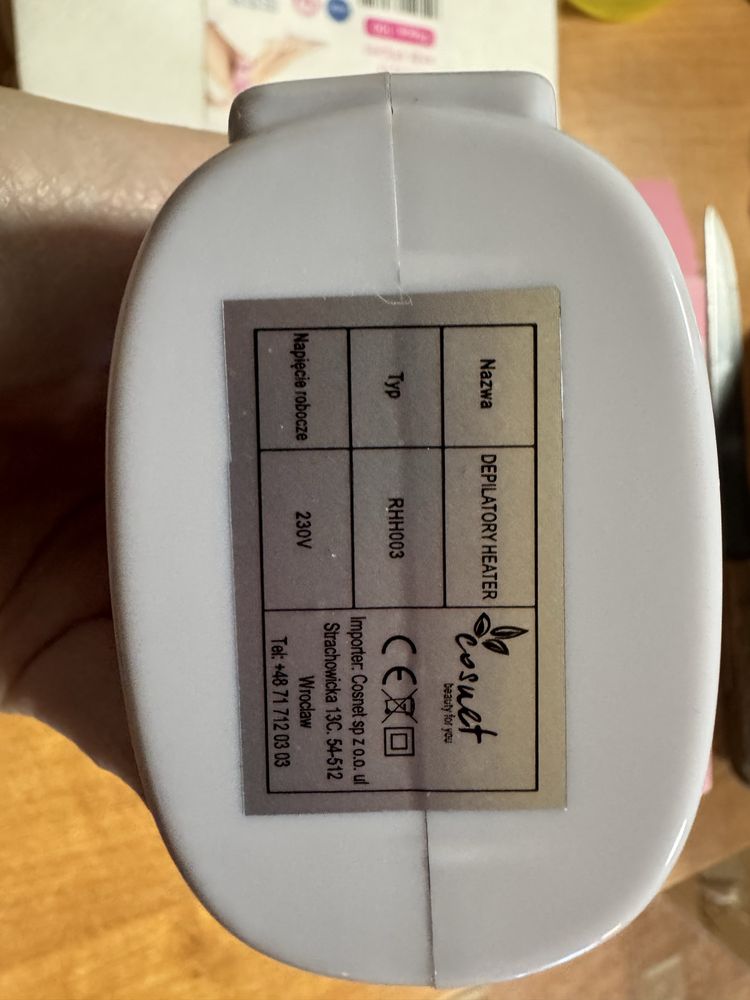 Nazwa
DEPILATORY HEATER
Typ
RHH003
Napięcie robocze
230V
cosnet
beauty for you
CE
Importer: Cosnet sp z o.o. ul
Strachowicka 13C. 54-512
Wrocław
Tel: +48 71 712 03 03